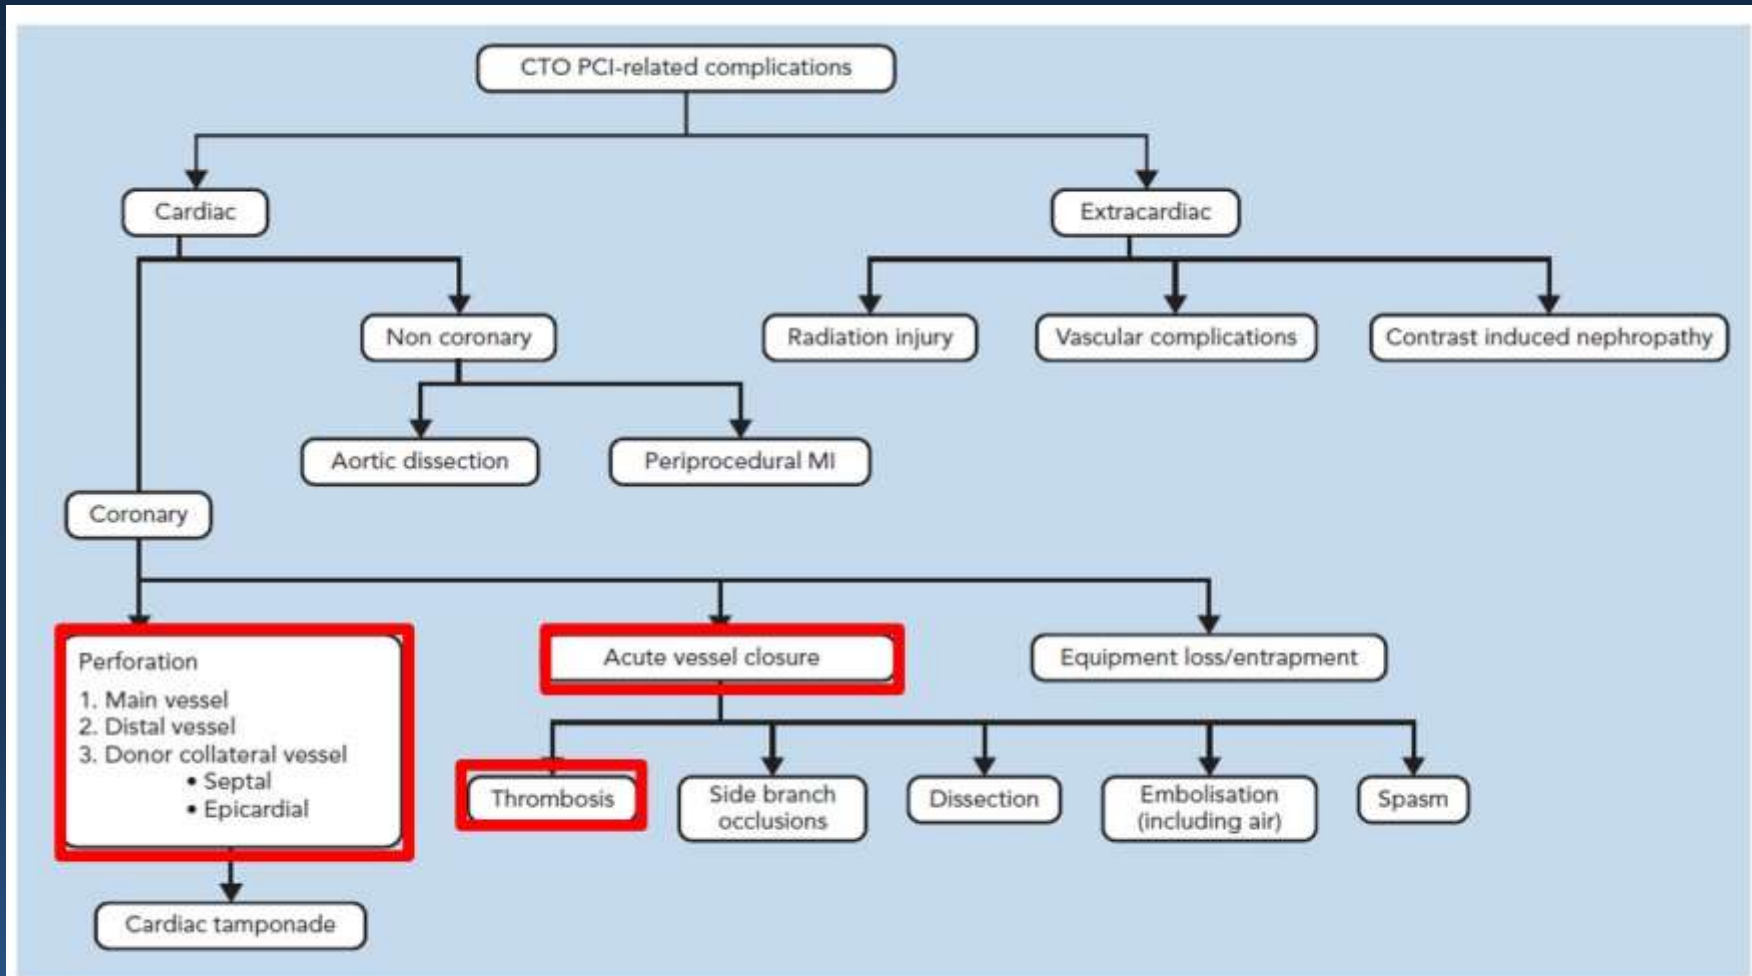 CTO PCI-related complications
Cardiac
Extracardiac
Non coronary
Radiation injury
Vascular complications
Contrast induced nephropathy
Aortic dissection
Periprocedural MI
Coronary
Perforation
1. Main vessel
2. Distal vessel
3. Donor collateral vessel
• Septal
• Epicardial
Acute vessel closure
Equipment loss/entrapment
Thrombosis
Side branch
occlusions
Dissection
Embolisation
(including air)
Spasm
Cardiac tamponade